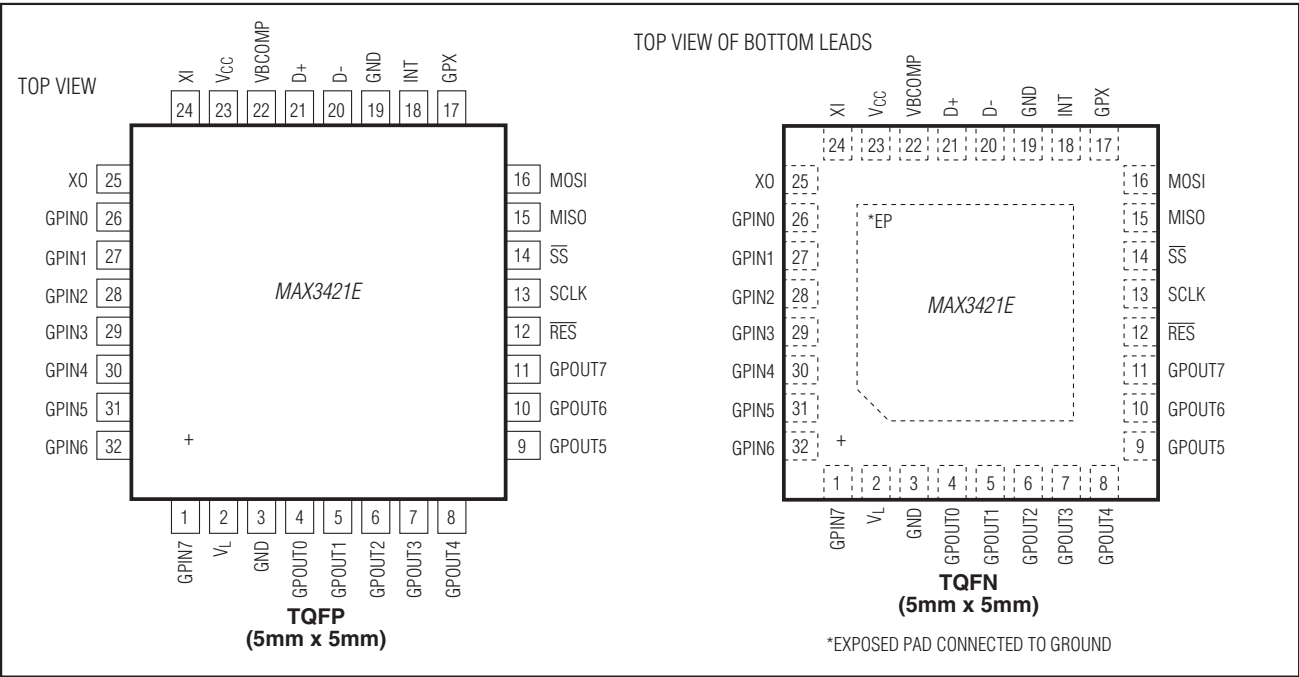 TOP VIEW
XI VCC VBCOMP D+ D- GND INT GPX
24 23 22 21 20 19 18 17
XO 25
GPIN0 26
GPIN1 27
GPIN2 28
GPIN3 29
GPIN4 30
GPIN5 31
GPIN6 32
MAX3421E
16 MOSI
15 MISO
14 S̅S̅
13 SCLK
12 R̅E̅S̅
11 GPOUT7
10 GPOUT6
9 GPOUT5
+
1 2 3 4 5 6 7 8
GPIN7 VL GND GPOUT0 GPOUT1 GPOUT2 GPOUT3 GPOUT4
TQFP
(5mm x 5mm)
TOP VIEW OF BOTTOM LEADS
XI VCC VBCOMP D+ D- GND INT GPX
24 23 22 21 20 19 18 17
XO 25
GPIN0 26
GPIN1 27
GPIN2 28
GPIN3 29
GPIN4 30
GPIN5 31
GPIN6 32
*EP
MAX3421E
16 MOSI
15 MISO
14 S̅S̅
13 SCLK
12 R̅E̅S̅
11 GPOUT7
10 GPOUT6
9 GPOUT5
+
1 2 3 4 5 6 7 8
GPIN7 VL GND GPOUT0 GPOUT1 GPOUT2 GPOUT3 GPOUT4
TQFN
(5mm x 5mm)
*EXPOSED PAD CONNECTED TO GROUND